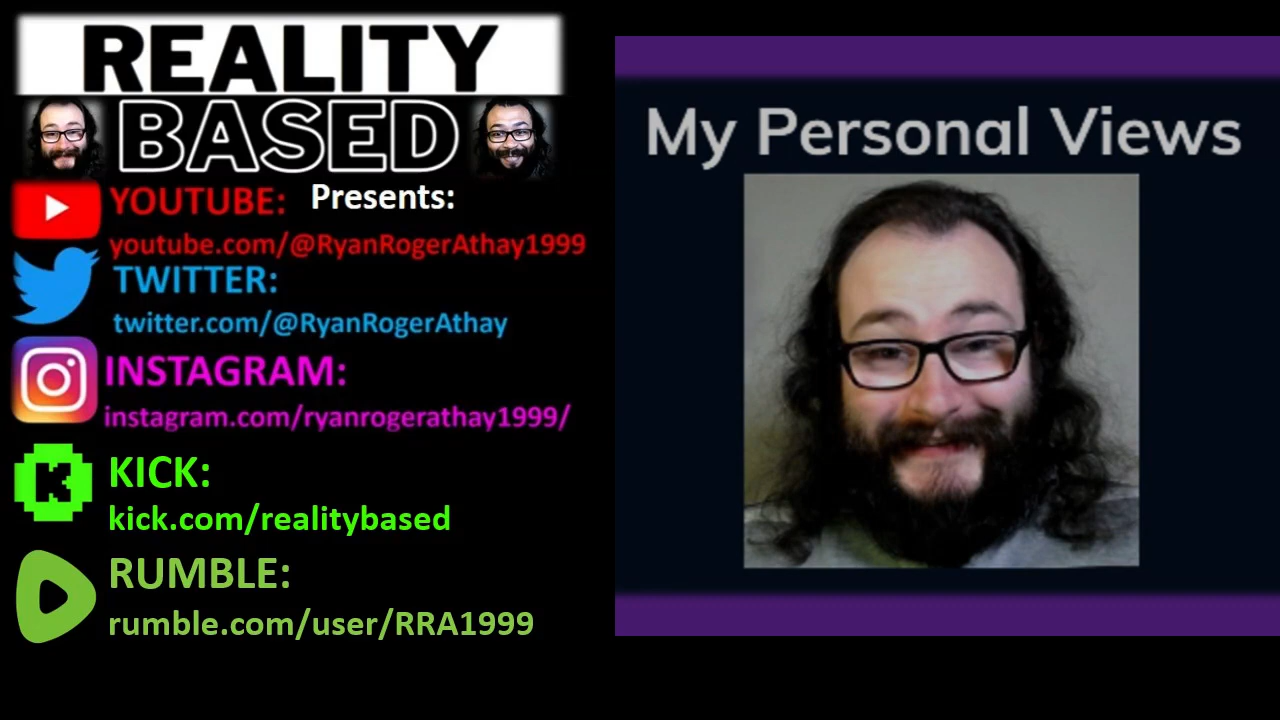 REALITY
BASED
Presents:
YOUTUBE:
youtube.com/@RyanRogerAthay1999
TWITTER:
twitter.com/@RyanRogerAthay
INSTAGRAM:
instagram.com/ryanrogerathay1999/
K
KICK:
kick.com/realitybased
RUMBLE:
rumble.com/user/RRA1999
My Personal Views